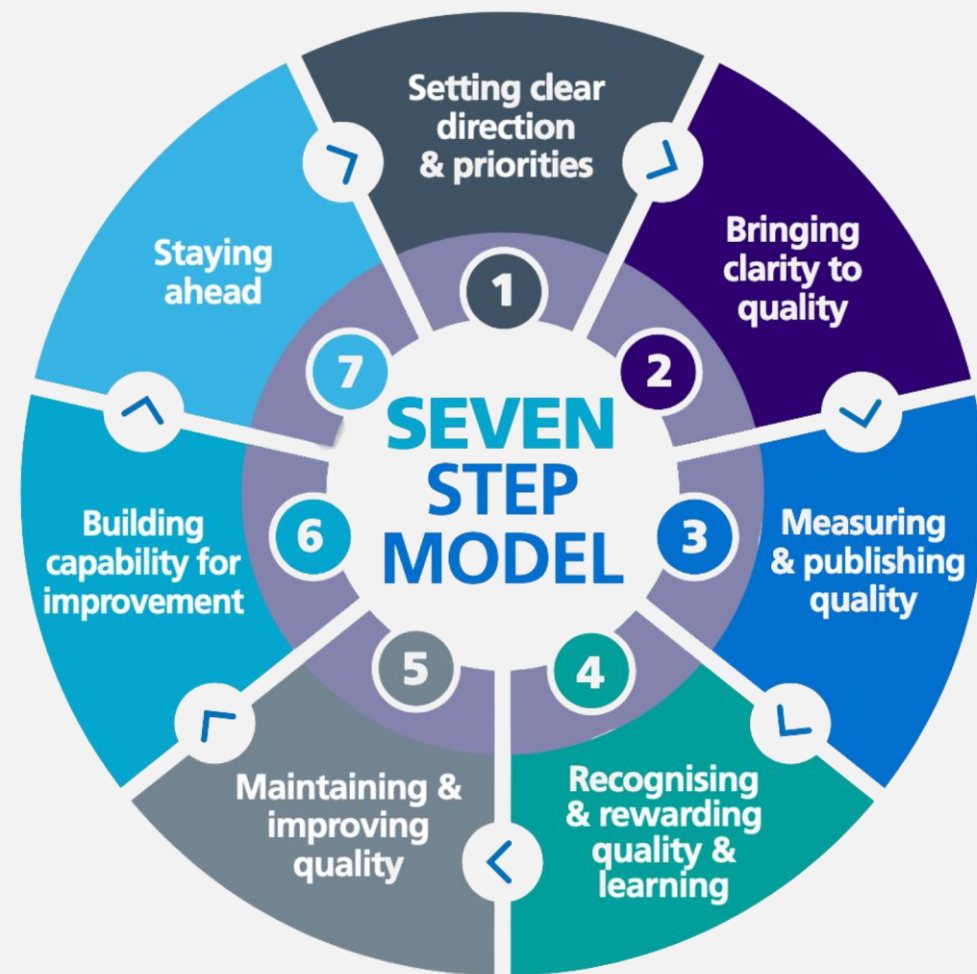 Setting clear
direction
& priorities
1
Bringing
clarity to
quality
2
Measuring
& publishing
quality
3
Recognising
& rewarding
quality &
learning
4
Maintaining &
improving
quality
5
Building
capability for
improvement
6
Staying
ahead
7
SEVEN
STEP
MODEL